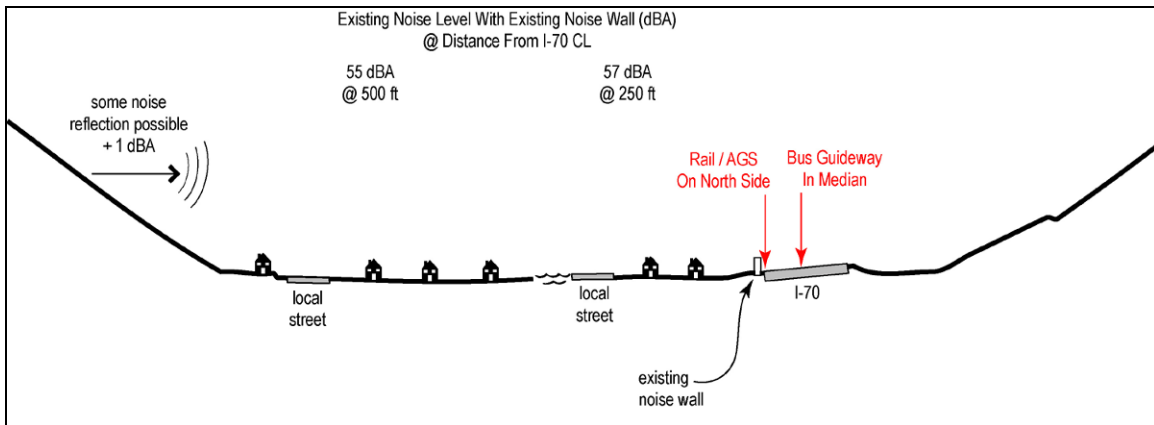 Existing Noise Level With Existing Noise Wall (dBA)
@ Distance From I-70 CL
55 dBA
@ 500 ft
57 dBA
@ 250 ft
some noise
reflection possible
+ 1 dBA
Rail / AGS
On North Side
Bus Guideway
In Median
local
street
local
street
I-70
existing
noise wall